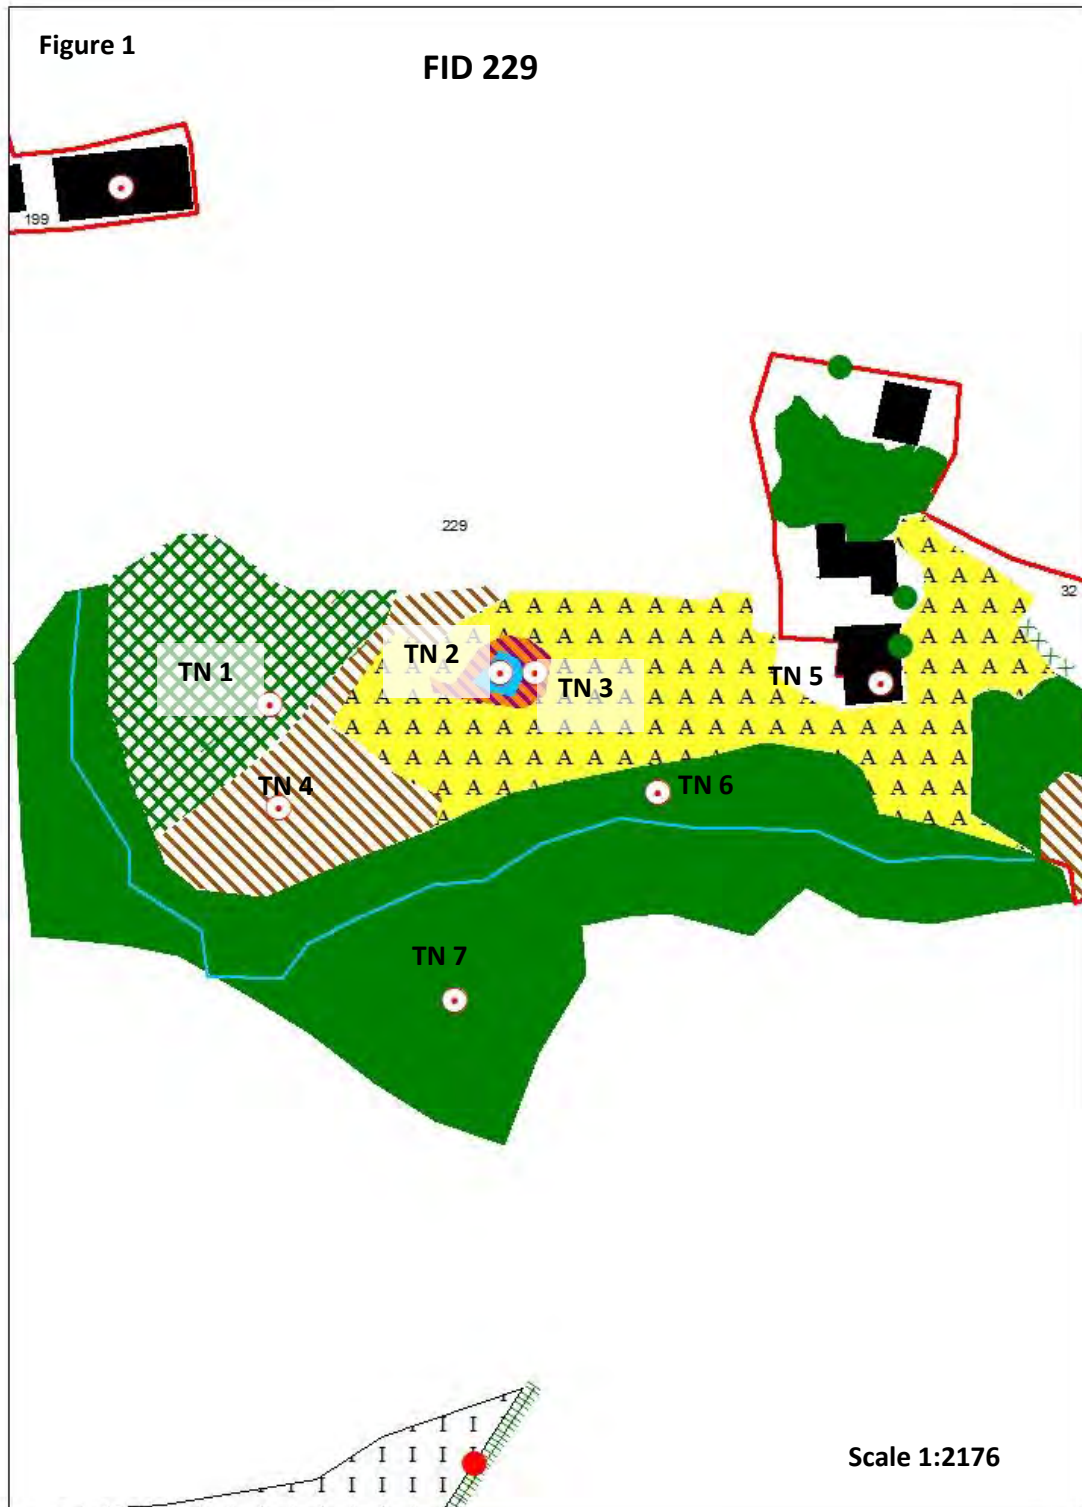 Figure 1
FID 229
199
229
32
TN 1
TN 2
TN 3
TN 5
TN 4
TN 6
TN 7
Scale 1:2176